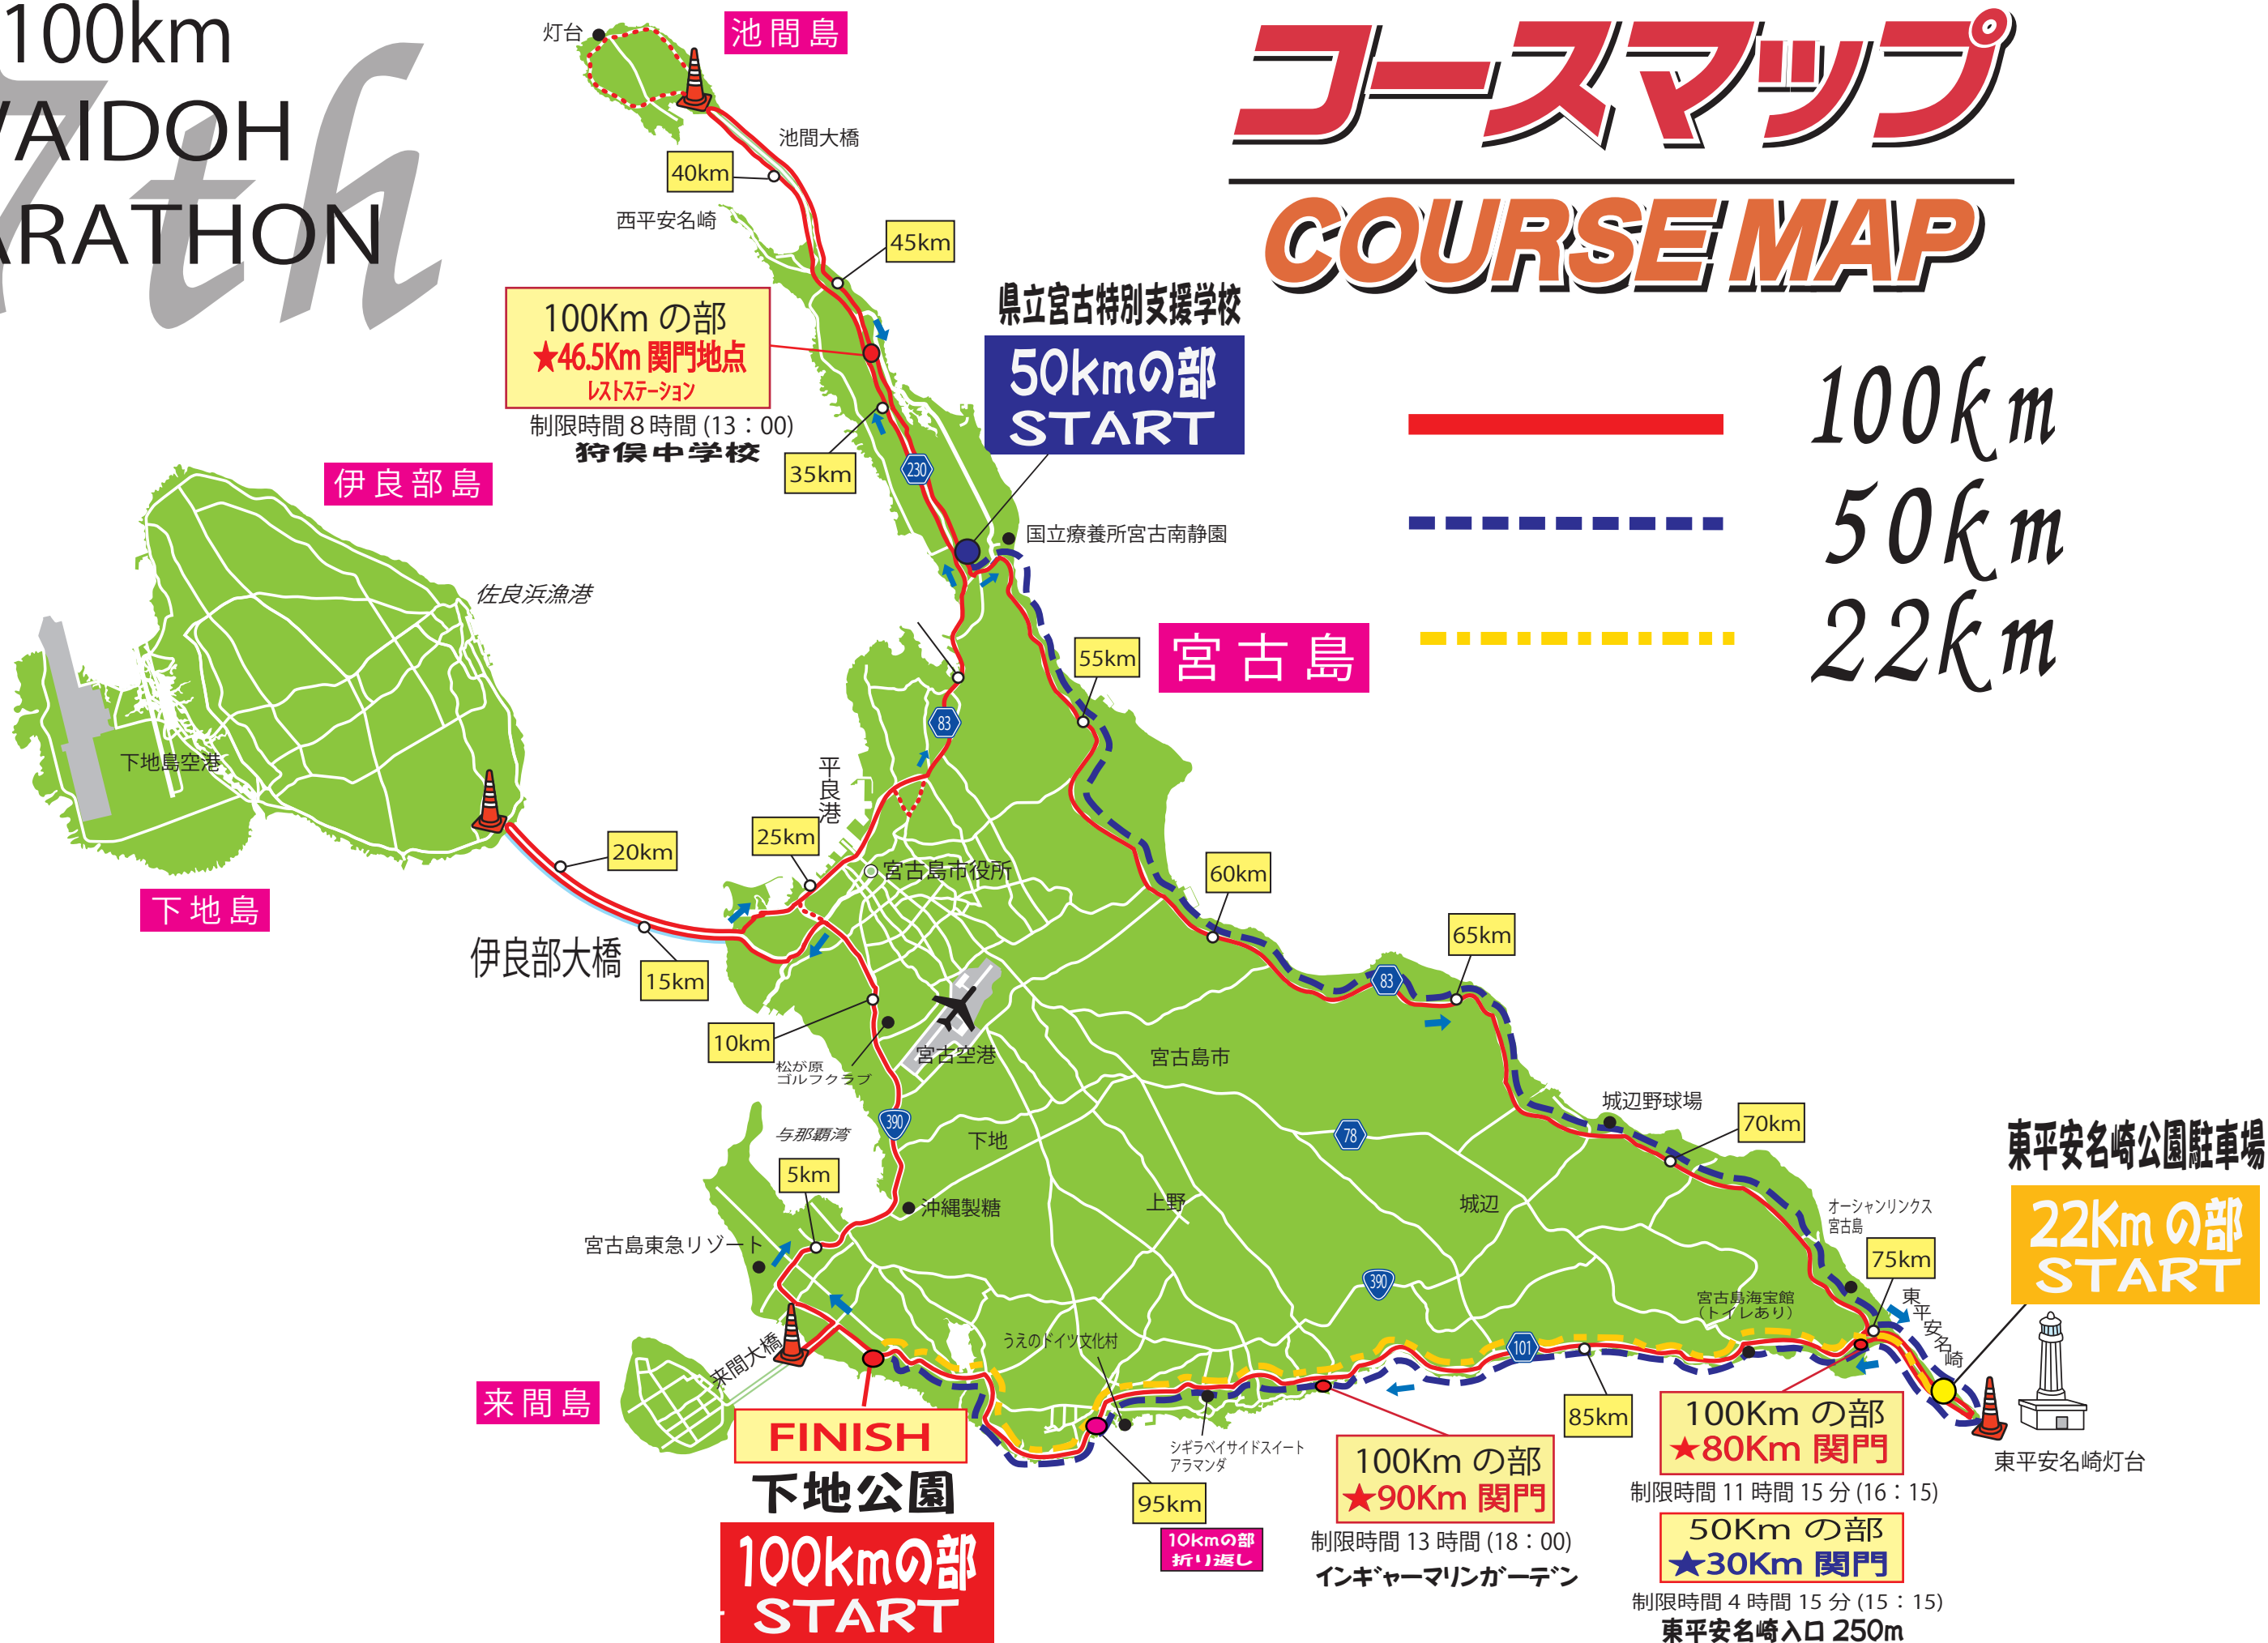 100km
WAIDOH
MARATHON
7th
コースマップ
COURSE MAP
100km
50km
22km
灯台
池間島
池間大橋
40km
西平安名崎
45km
100Km の部
★46.5Km 関門地点
レストステーション
制限時間 8 時間 (13：00)
狩俣中学校
県立宮古特別支援学校
50kmの部
START
35km
230
国立療養所宮古南静園
伊良部島
佐良浜漁港
下地島空港
下地島
宮古島
55km
83
平良港
25km
20km
宮古島市役所
60km
伊良部大橋
15km
65km
83
10km
松が原
ゴルフクラブ
宮古空港
宮古島市
390
与那覇湾
下地
78
城辺野球場
70km
5km
沖縄製糖
上野
城辺
宮古島東急リゾート
東平安名崎公園駐車場
22Km の部
START
オーシャンリンクス
宮古島
75km
東平安名崎
390
宮古島海宝館
（トイレあり）
101
うえのドイツ文化村
来間大橋
来間島
FINISH
下地公園
100kmの部
START
シギラベイサイドスイート
アラマンダ
95km
10Kmの部
折り返し
100Km の部
★90Km 関門
制限時間 13 時間 (18：00)
インギャーマリンガーデン
85km
100Km の部
★80Km 関門
制限時間 11 時間 15 分 (16：15)
50Km の部
★30Km 関門
制限時間 4 時間 15 分 (15：15)
東平安名崎入口 250m
東平安名崎灯台